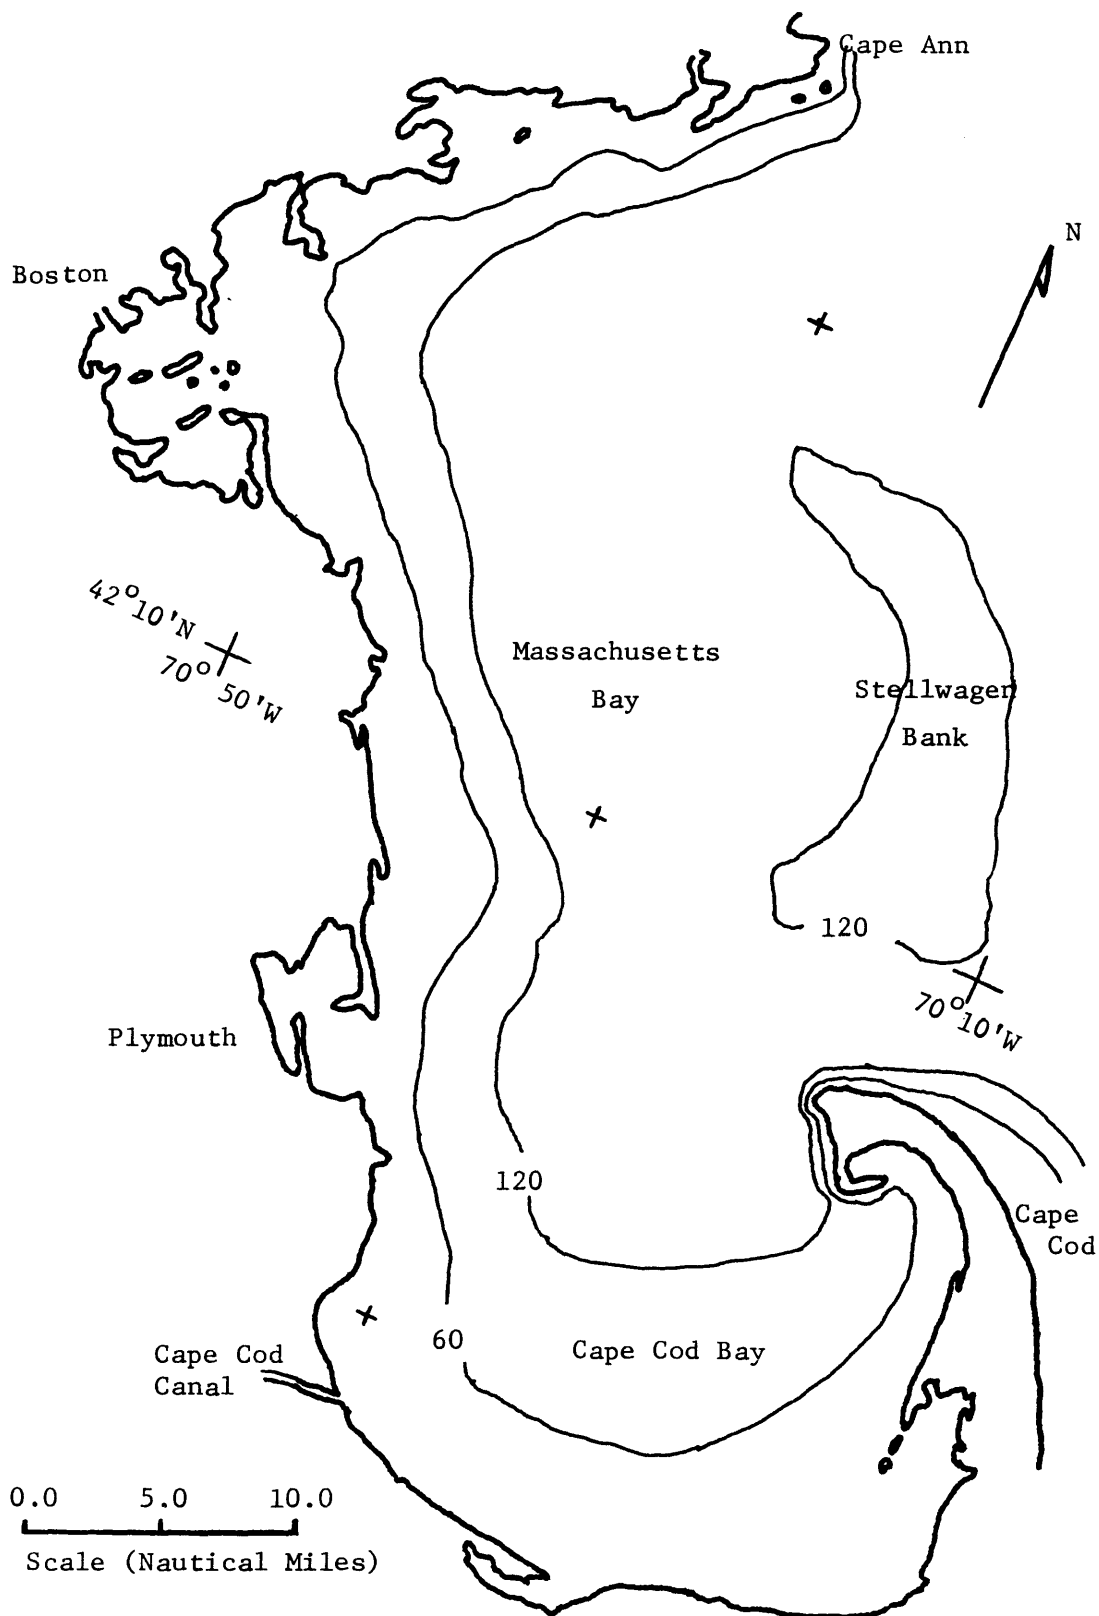 Cape Ann
N
Boston
42°10'N
70° 50'W
Massachusetts
Bay
Stellwagen
Bank
120
70°10'W
Plymouth
120
Cape
Cod
60
Cape Cod Bay
Cape Cod
Canal
0.0 5.0 10.0
Scale (Nautical Miles)